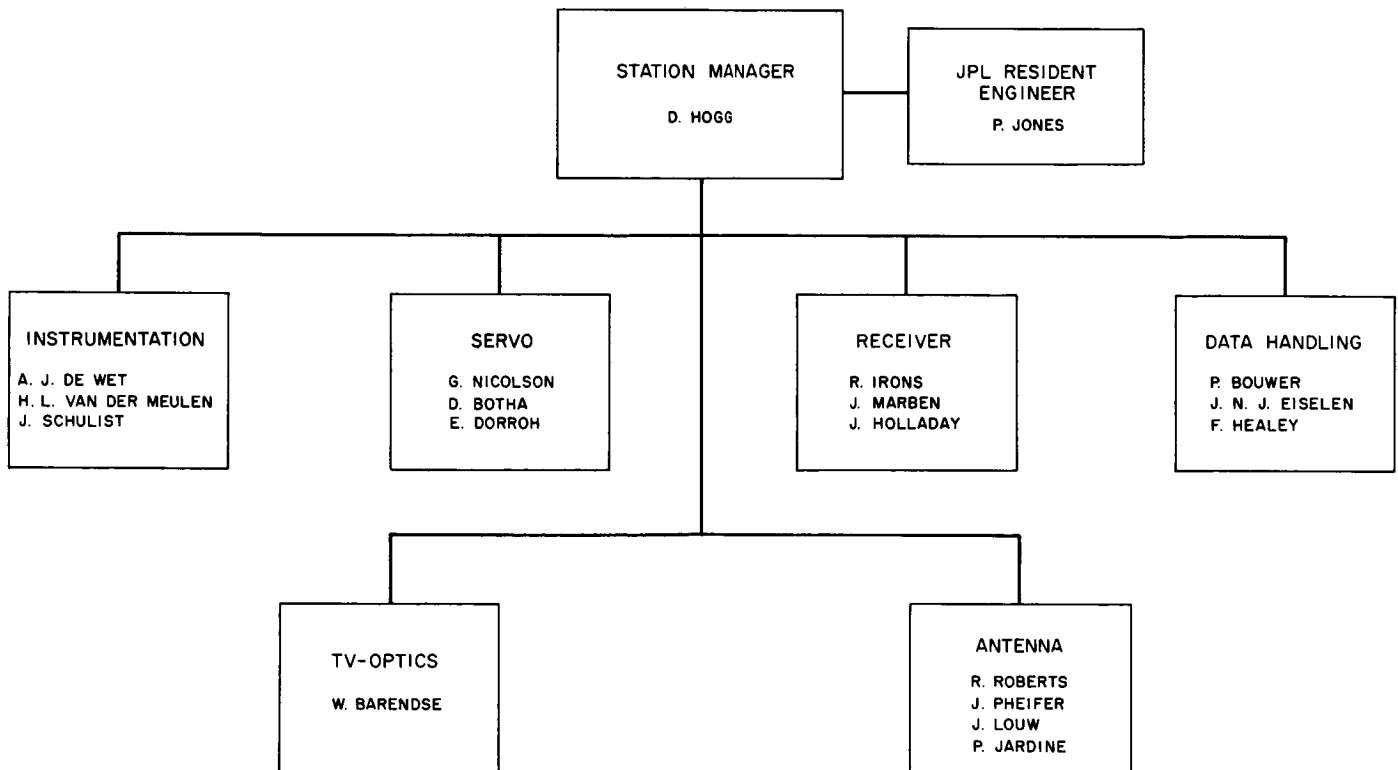 STATION MANAGER
D. HOGG
JPL RESIDENT
ENGINEER
P. JONES
INSTRUMENTATION
A. J. DE WET
H. L. VAN DER MEULEN
J. SCHULIST
SERVO
G. NICOLSON
D. BOTHA
E. DORROH
RECEIVER
R. IRONS
J. MARBEN
J. HOLLADAY
DATA HANDLING
P. BOUWER
J. N. J. EISELEN
F. HEALEY
TV-OPTICS
W. BARENDSE
ANTENNA
R. ROBERTS
J. PHEIFER
J. LOUW
P. JARDINE